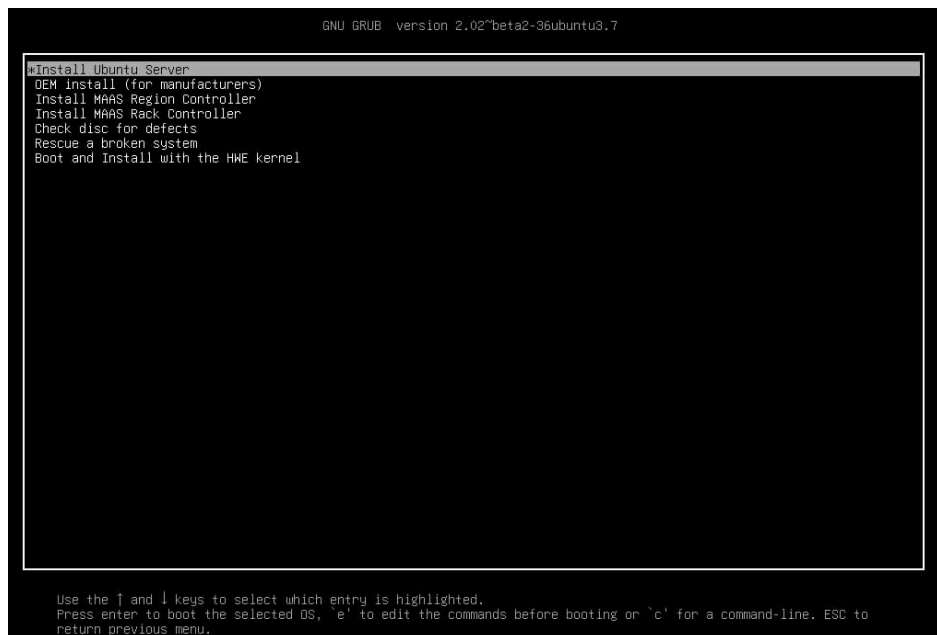 GNU GRUB  version 2.02~beta2-36ubuntu3.7
*Install Ubuntu Server
OEM install (for manufacturers)
Install MAAS Region Controller
Install MAAS Rack Controller
Check disc for defects
Rescue a broken system
Boot and Install with the HWE kernel
Use the ↑ and ↓ keys to select which entry is highlighted.
Press enter to boot the selected OS, `e' to edit the commands before booting or `c' for a command-line. ESC to
return previous menu.